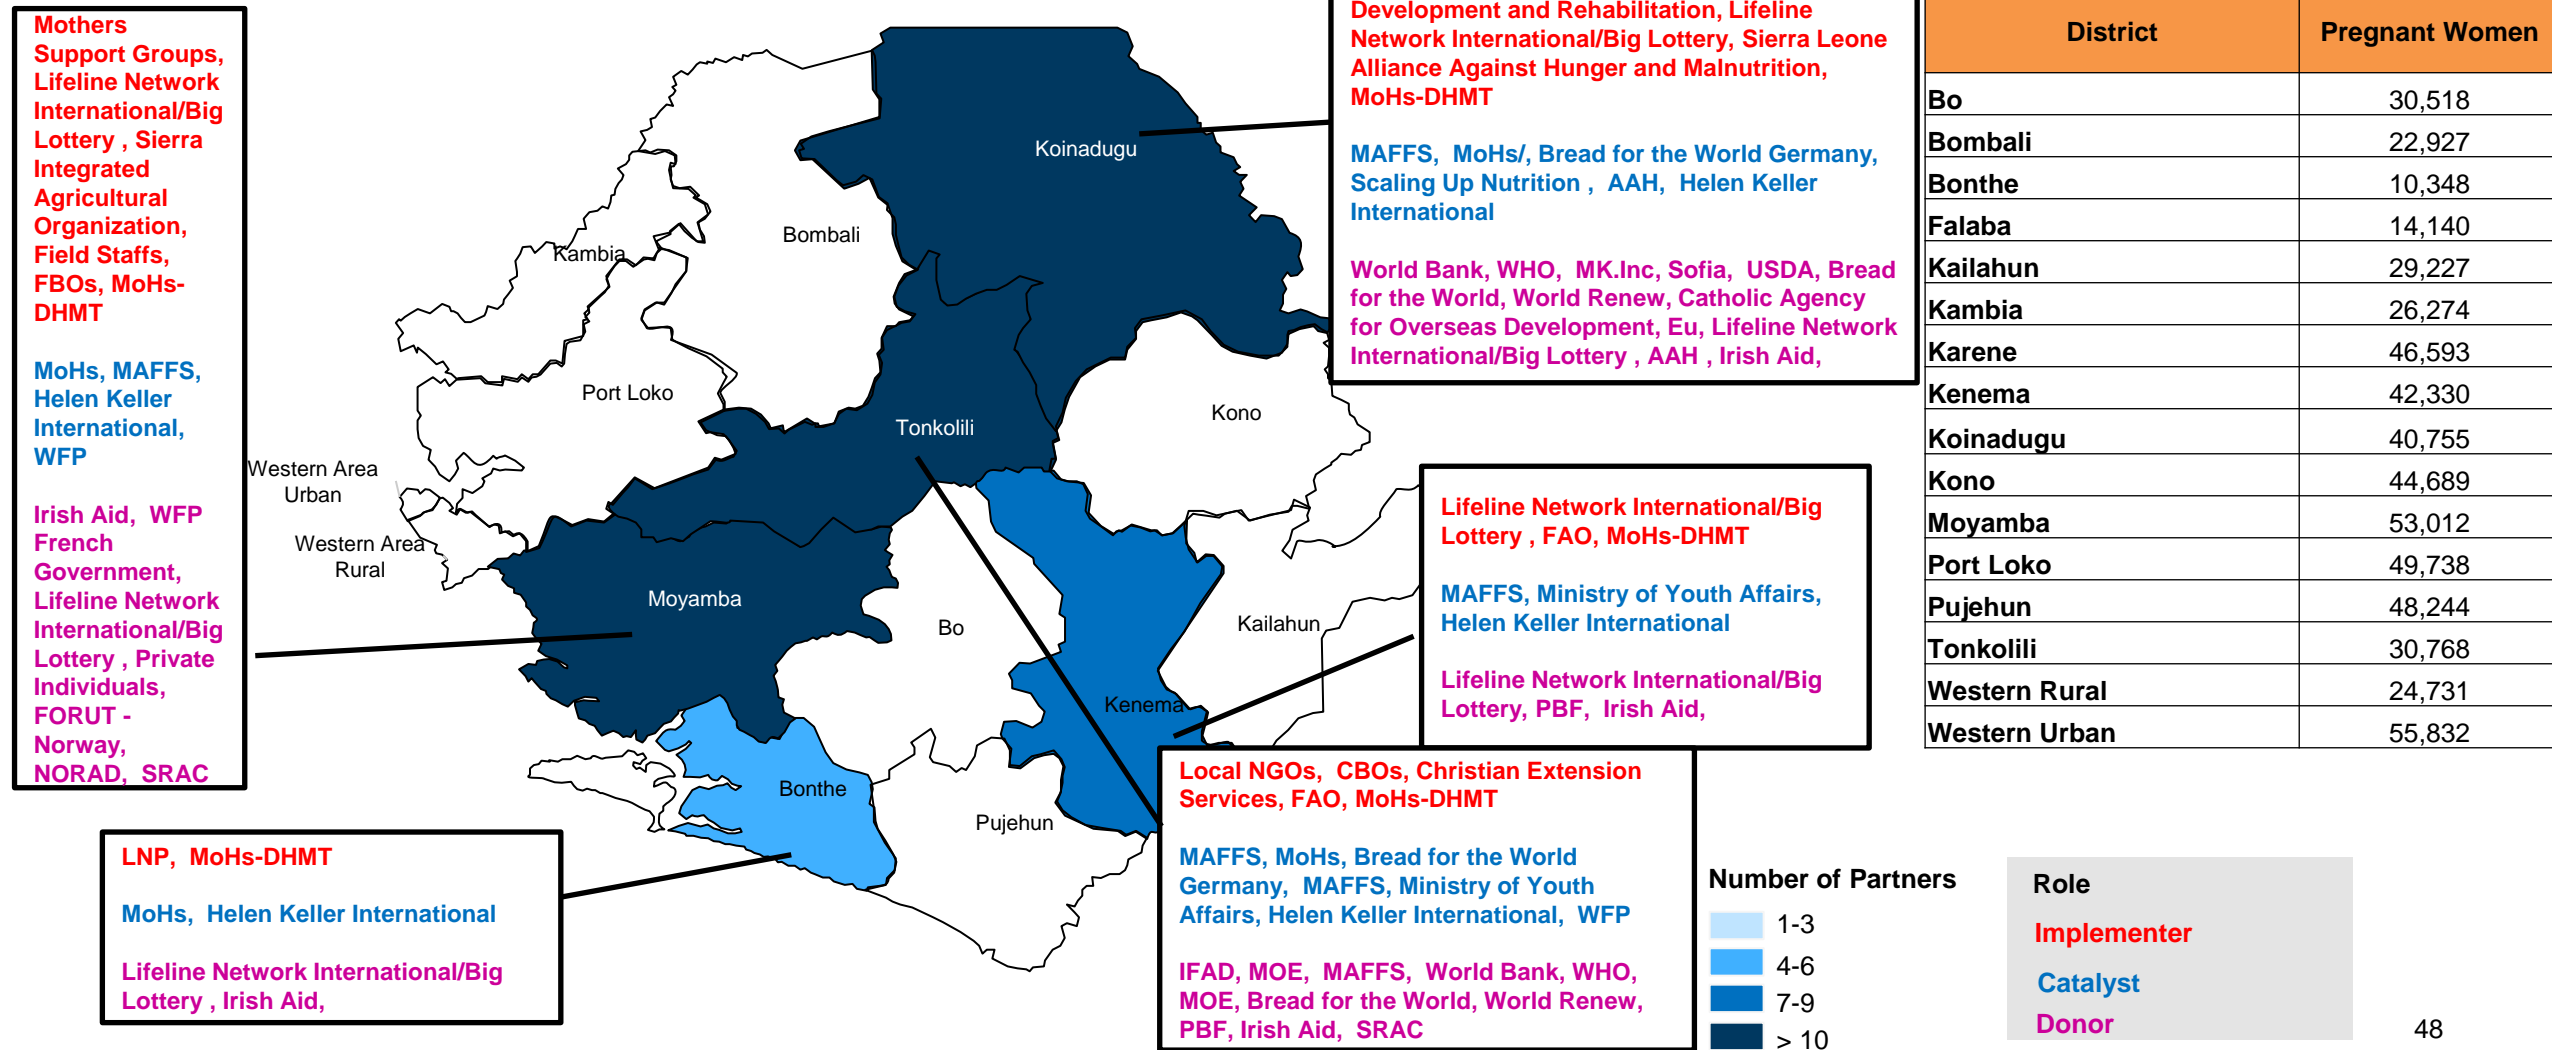 Mothers
Support Groups,
Lifeline Network
International/Big
Lottery , Sierra
Integrated
Agricultural
Organization,
Field Staffs,
FBOs, MoHs-
DHMT
MoHs, MAFFS,
Helen Keller
International,
WFP
Irish Aid,  WFP
French
Government,
Lifeline Network
International/Big
Lottery , Private
Individuals,
FORUT -
Norway,
NORAD,  SRAC
Development and Rehabilitation, Lifeline
Network International/Big Lottery, Sierra Leone
Alliance Against Hunger and Malnutrition,
MoHs-DHMT
MAFFS,  MoHs/, Bread for the World Germany,
Scaling Up Nutrition ,  AAH,  Helen Keller
International
World Bank, WHO,  MK.Inc, Sofia,  USDA, Bread
for the World, World Renew, Catholic Agency
for Overseas Development, Eu, Lifeline Network
International/Big Lottery , AAH , Irish Aid,
Koinadugu
Bombali
Kambia
Port Loko
Kono
Tonkolili
Western Area
Urban
Western Area
Rural
Moyamba
Bo
Kailahun
Kenema
Bonthe
Pujehun
Lifeline Network International/Big
Lottery , FAO, MoHs-DHMT
MAFFS, Ministry of Youth Affairs,
Helen Keller International
Lifeline Network International/Big
Lottery, PBF,  Irish Aid,
Local NGOs,  CBOs, Christian Extension
Services, FAO, MoHs-DHMT
MAFFS, MoHs, Bread for the World
Germany,  MAFFS, Ministry of Youth
Affairs, Helen Keller International,  WFP
IFAD, MOE,  MAFFS,  World Bank, WHO,
MOE, Bread for the World, World Renew,
PBF, Irish Aid,  SRAC
LNP,  MoHs-DHMT
MoHs,  Helen Keller International
Lifeline Network International/Big
Lottery , Irish Aid,
District Pregnant Women
Bo 30,518
Bombali 22,927
Bonthe 10,348
Falaba 14,140
Kailahun 29,227
Kambia 26,274
Karene 46,593
Kenema 42,330
Koinadugu 40,755
Kono 44,689
Moyamba 53,012
Port Loko 49,738
Pujehun 48,244
Tonkolili 30,768
Western Rural 24,731
Western Urban 55,832
Number of Partners
1-3
4-6
7-9
> 10
Role
Implementer
Catalyst
Donor
48